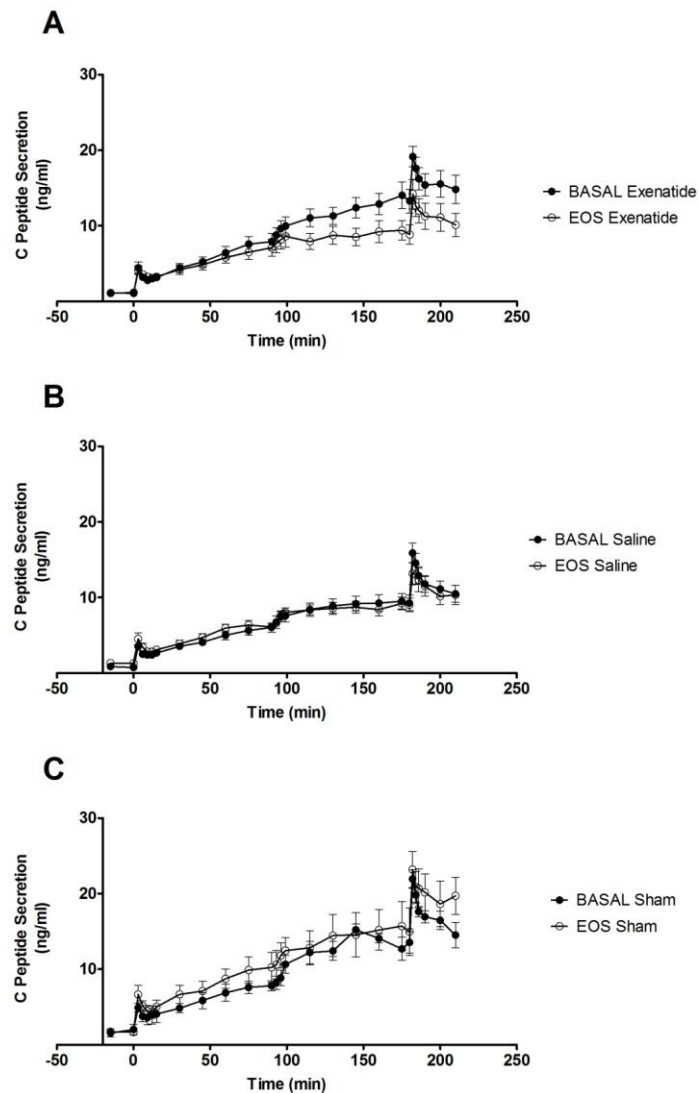 A
30
20
10
C Peptide Secretion
(ng/ml)
-50 0 50 100 150 200 250
Time (min)
BASAL Exenatide
EOS Exenatide
B
30
20
10
C Peptide Secretion
(ng/ml)
-50 0 50 100 150 200 250
Time (min)
BASAL Saline
EOS Saline
C
30
20
10
C Peptide Secretion
(ng/ml)
-50 0 50 100 150 200 250
Time (min)
BASAL Sham
EOS Sham